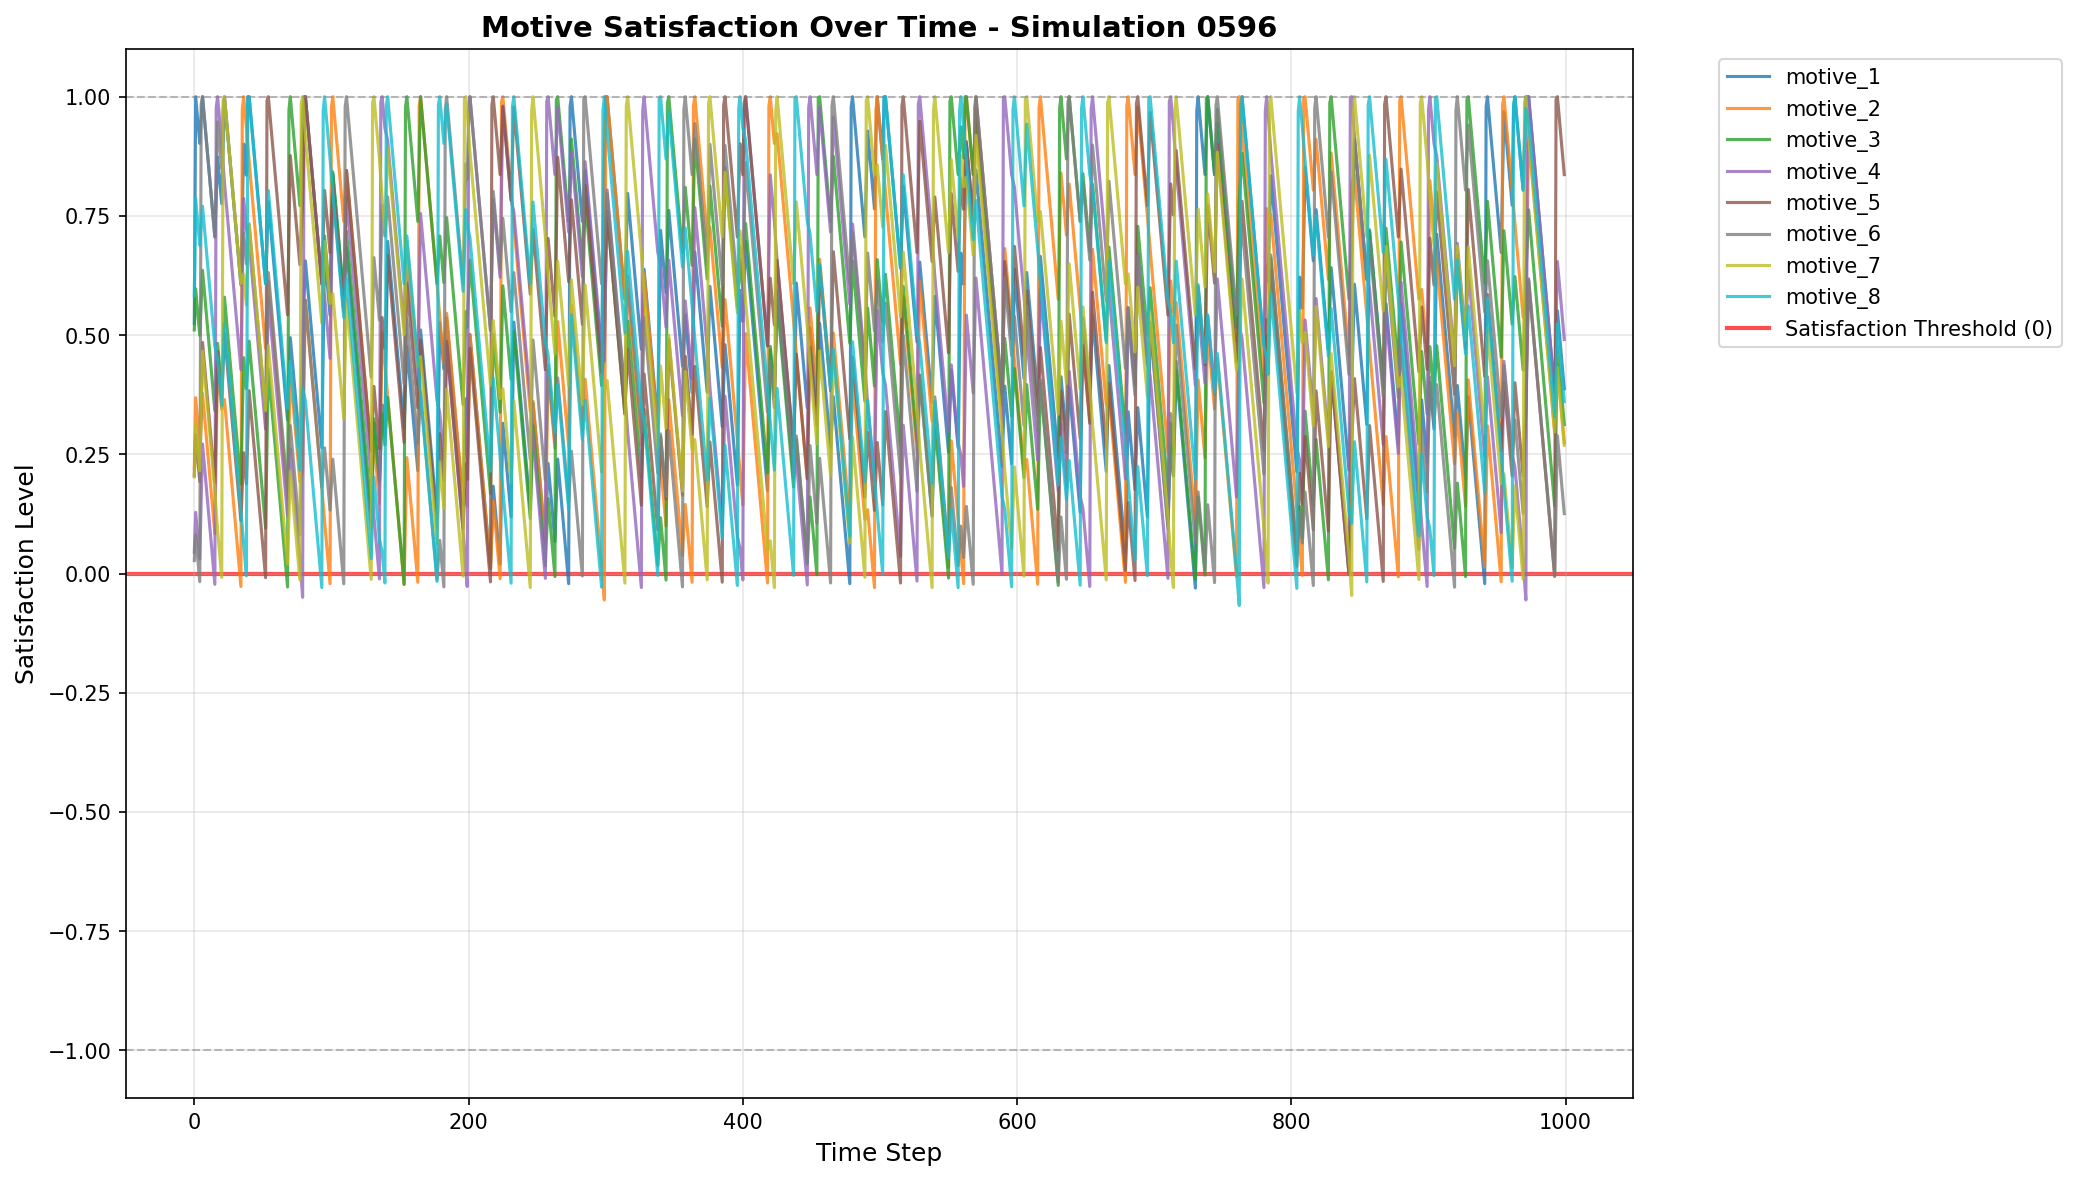 Motive Satisfaction Over Time - Simulation 0596
Satisfaction Level
1.00
0.75
0.50
0.25
0.00
−0.25
−0.50
−0.75
−1.00
0
200
400
600
800
1000
Time Step
motive_1
motive_2
motive_3
motive_4
motive_5
motive_6
motive_7
motive_8
Satisfaction Threshold (0)